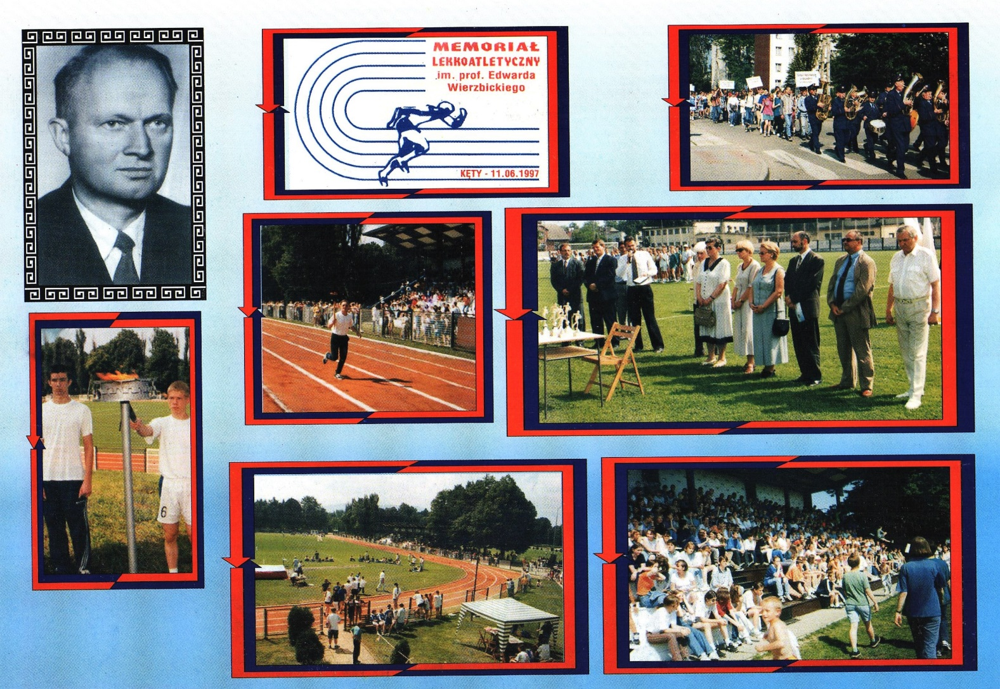 MEMORIAŁ
LEKKOATLETYCZNY
im. prof. Edwarda
Wierzbickiego
KĘTY - 11.06.1997
6